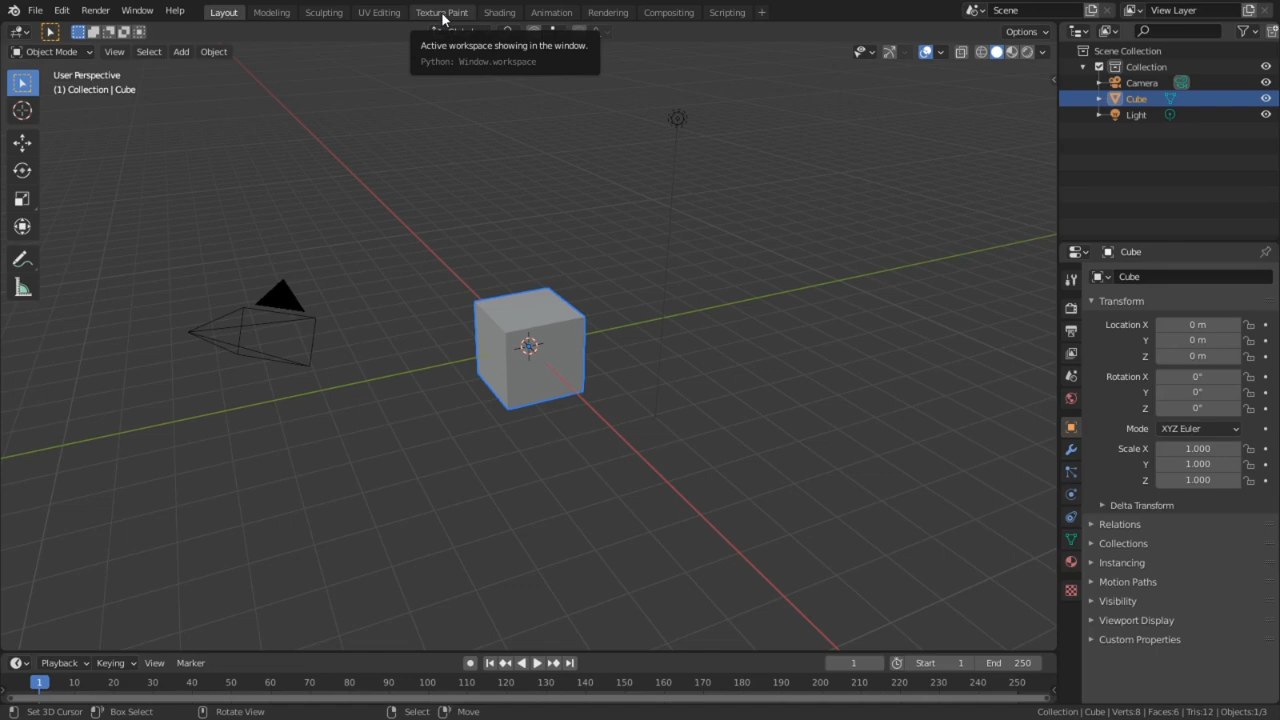 File Edit Render Window Help Layout Modeling Sculpting UV Editing Texture Paint Shading Animation Rendering Compositing Scripting + Scene View Layer
Options
Object Mode View Select Add Object
Active workspace showing in the window.
Python: Window.workspace
User Perspective
(1) Collection | Cube
Scene Collection
Collection
Camera
Cube
Light
Cube
Cube
Transform
Location X 0 m
Y 0 m
Z 0 m
Rotation X 0°
Y 0°
Z 0°
Mode XYZ Euler
Scale X 1.000
Y 1.000
Z 1.000
Delta Transform
Relations
Collections
Instancing
Motion Paths
Visibility
Viewport Display
Custom Properties
Playback Keying View Marker 1 Start 1 End 250
1 10 20 30 40 50 60 70 80 90 100 110 120 130 140 150 160 170 180 190 200 210 220 230 240 250
Set 3D Cursor Box Select Rotate View Select Move Collection | Cube | Verts:8 | Faces:6 | Tris:12 | Objects:1/3